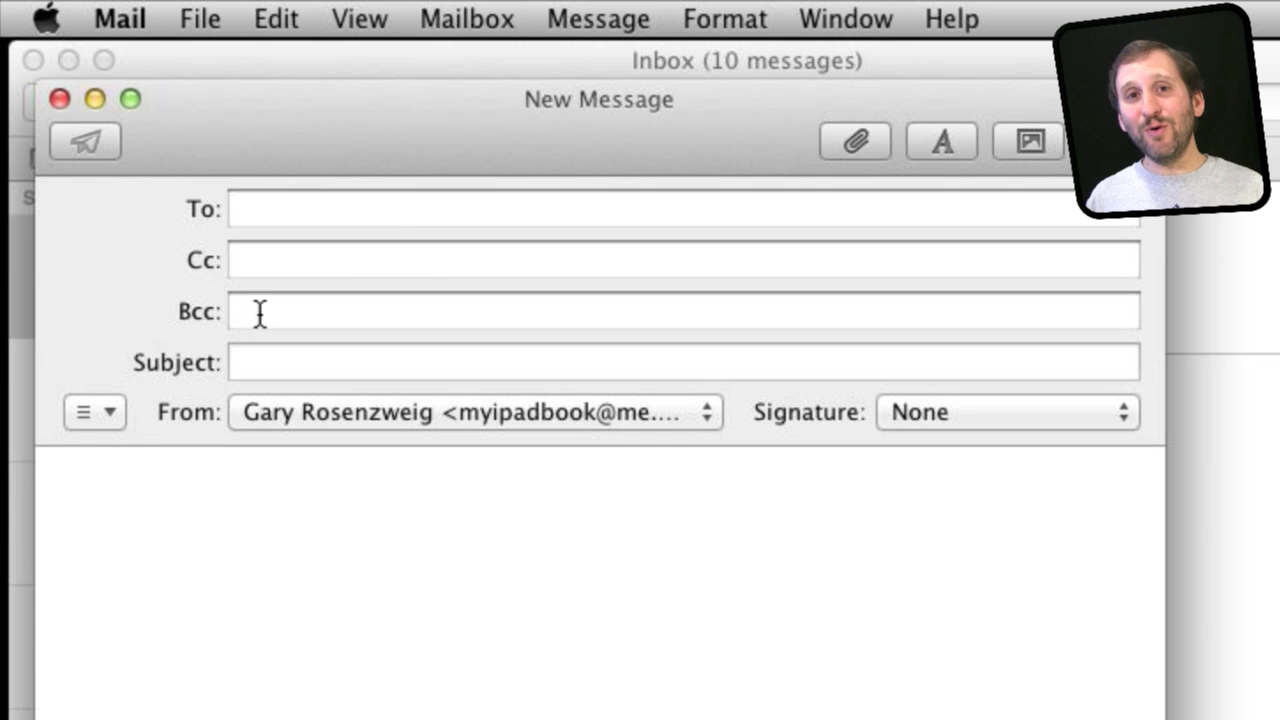 Mail File Edit View Mailbox Message Format Window Help
Inbox (10 messages)
New Message
To:
Cc:
Bcc:
Subject:
From: Gary Rosenzweig <myipadbook@me.... Signature: None